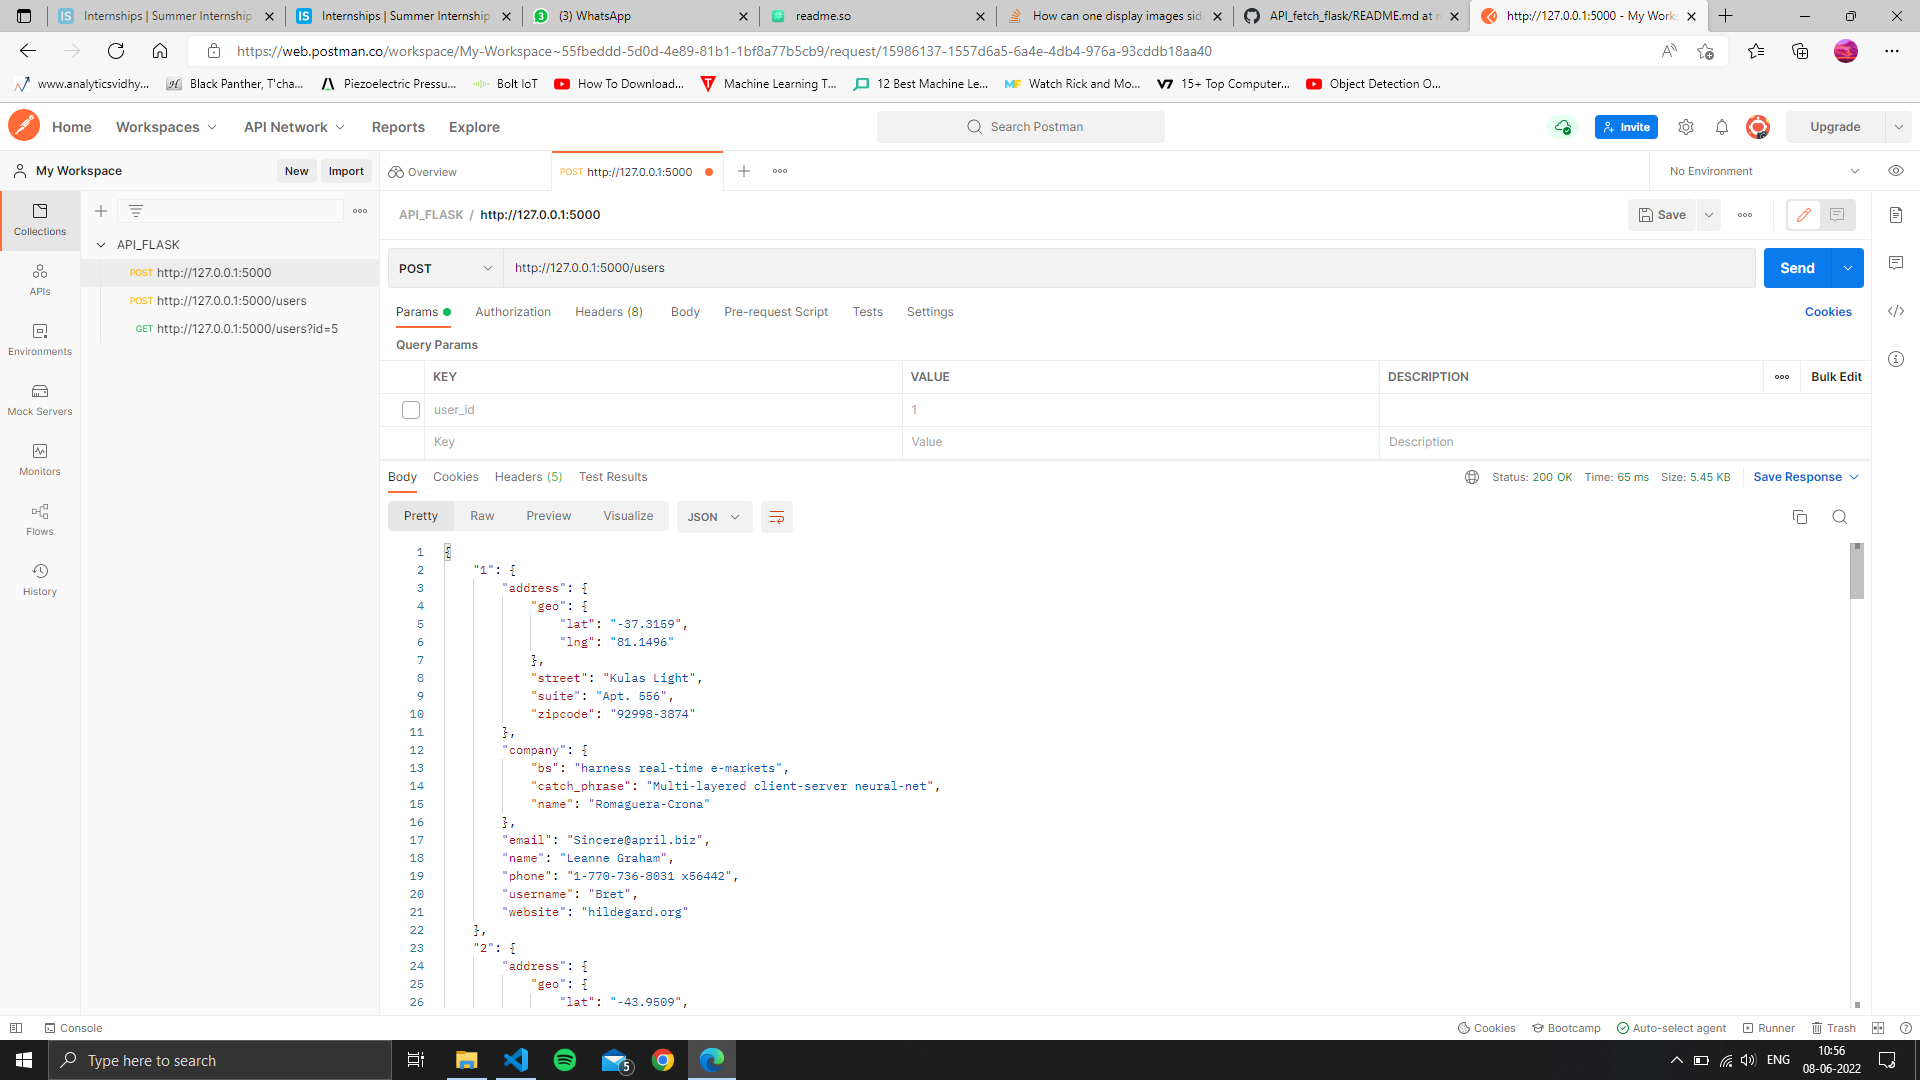 Internships | Summer Internship
Internships | Summer Internship
(3) WhatsApp
readme.so
How can one display images sid
API_fetch_flask/README.md at m
http://127.0.0.1:5000 - My Works
https://web.postman.co/workspace/My-Workspace~55fbeddd-5d0d-4e89-81b1-1bf8a77b5cb9/request/15986137-1557d6a5-6a4e-4db4-976a-93cddb18aa40
www.analyticsvidhy...
Black Panther, T'cha...
Piezoelectric Pressu...
Bolt IoT
How To Download...
Machine Learning T...
12 Best Machine Le...
Watch Rick and Mo...
15+ Top Computer...
Object Detection O...
Home
Workspaces
API Network
Reports
Explore
Search Postman
Invite
Upgrade
My Workspace
New
Import
Overview
POST http://127.0.0.1:5000
No Environment
Collections
APIs
Environments
Mock Servers
Monitors
Flows
History
API_FLASK
POST http://127.0.0.1:5000
POST http://127.0.0.1:5000/users
GET http://127.0.0.1:5000/users?id=5
API_FLASK / http://127.0.0.1:5000
Save
POST
http://127.0.0.1:5000/users
Send
Params
Authorization
Headers (8)
Body
Pre-request Script
Tests
Settings
Cookies
Query Params
KEY VALUE DESCRIPTION
Bulk Edit
user_id 1
Key Value Description
Body
Cookies
Headers (5)
Test Results
Status: 200 OK Time: 65 ms Size: 5.45 KB
Save Response
Pretty
Raw
Preview
Visualize
JSON
1 {
2 "1": {
3 "address": {
4 "geo": {
5 "lat": "-37.3159",
6 "lng": "81.1496"
7 },
8 "street": "Kulas Light",
9 "suite": "Apt. 556",
10 "zipcode": "92998-3874"
11 },
12 "company": {
13 "bs": "harness real-time e-markets",
14 "catch_phrase": "Multi-layered client-server neural-net",
15 "name": "Romaguera-Crona"
16 },
17 "email": "Sincere@april.biz",
18 "name": "Leanne Graham",
19 "phone": "1-770-736-8031 x56442",
20 "username": "Bret",
21 "website": "hildegard.org"
22 },
23 "2": {
24 "address": {
25 "geo": {
26 "lat": "-43.9509",
Console
Cookies
Bootcamp
Auto-select agent
Runner
Trash
Type here to search
5
ENG
10:56
08-06-2022